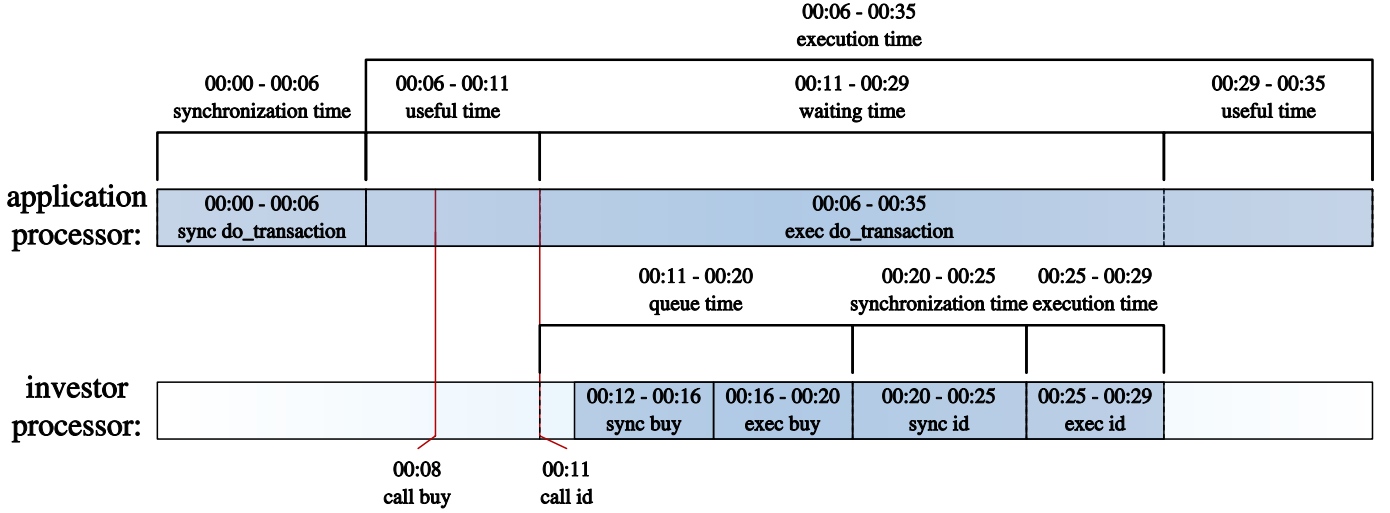 00:06 - 00:35
execution time
00:00 - 00:06
synchronization time
00:06 - 00:11
useful time
00:11 - 00:29
waiting time
00:29 - 00:35
useful time
application
processor:
00:00 - 00:06
sync do_transaction
00:06 - 00:35
exec do_transaction
00:11 - 00:20
queue time
00:20 - 00:25
synchronization time
00:25 - 00:29
execution time
investor
processor:
00:12 - 00:16
sync buy
00:16 - 00:20
exec buy
00:20 - 00:25
sync id
00:25 - 00:29
exec id
00:08
call buy
00:11
call id